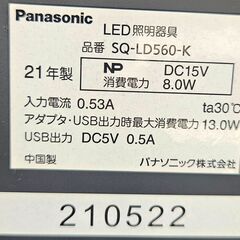 Panasonic
LED照明器具
品番 SQ-LD560-K
21年製
NP
消費電力
DC15V
8.0W
入力電流 0.53A
ta30℃
アダプタ・USB出力時最大消費電力 13.0W
USB出力 DC5V 0.5A
中国製
パナソニック株式会社
210522